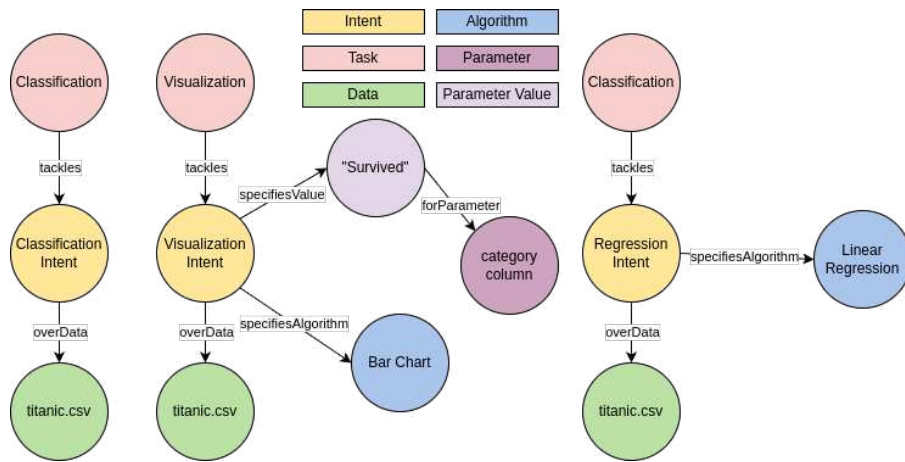 Intent
Algorithm
Task
Parameter
Data
Parameter Value
Classification
tackles
Classification
Intent
overData
titanic.csv
Visualization
tackles
Visualization
Intent
overData
titanic.csv
specifiesValue
"Survived"
forParameter
category
column
specifiesAlgorithm
Bar Chart
Classification
tackles
Regression
Intent
overData
titanic.csv
specifiesAlgorithm
Linear
Regression